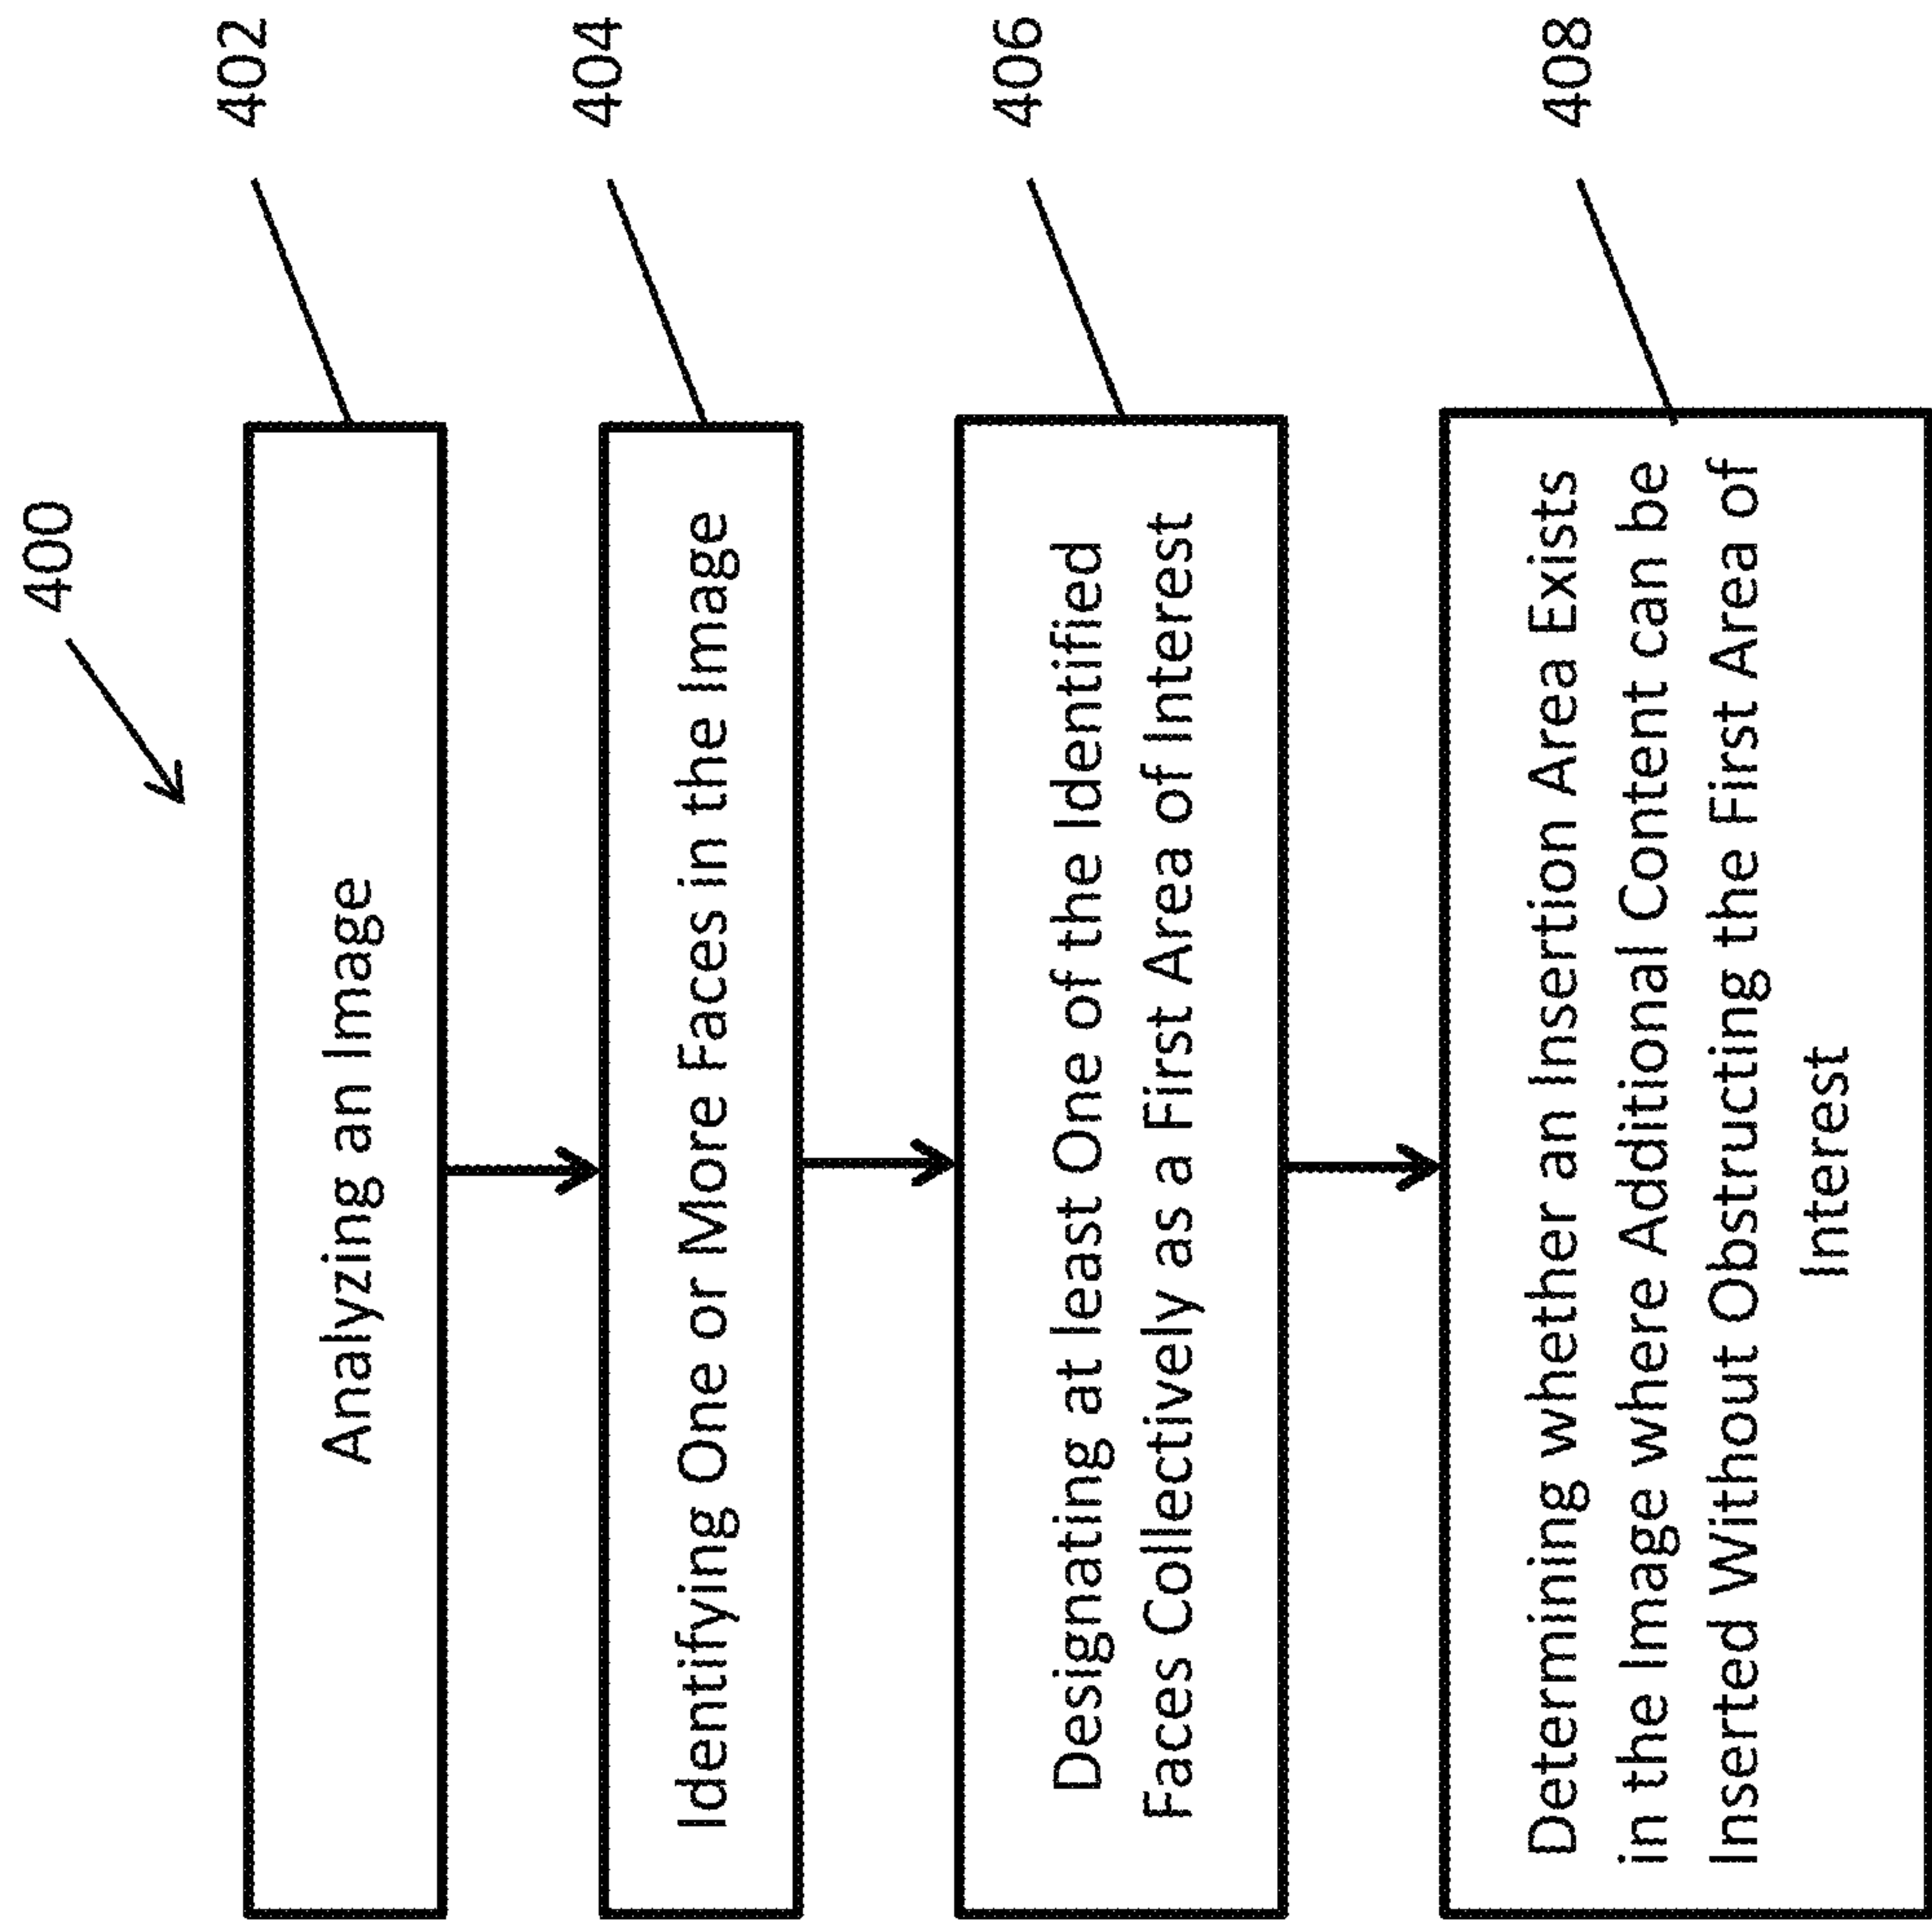 400
402
Analyzing an Image
404
Identifying One or More Faces in the Image
406
Designating at least One of the Identified
Faces Collectively as a First Area of Interest
408
Determining whether an Insertion Area Exists
in the Image where Additional Content can be
Inserted Without Obstructing the First Area of
Interest